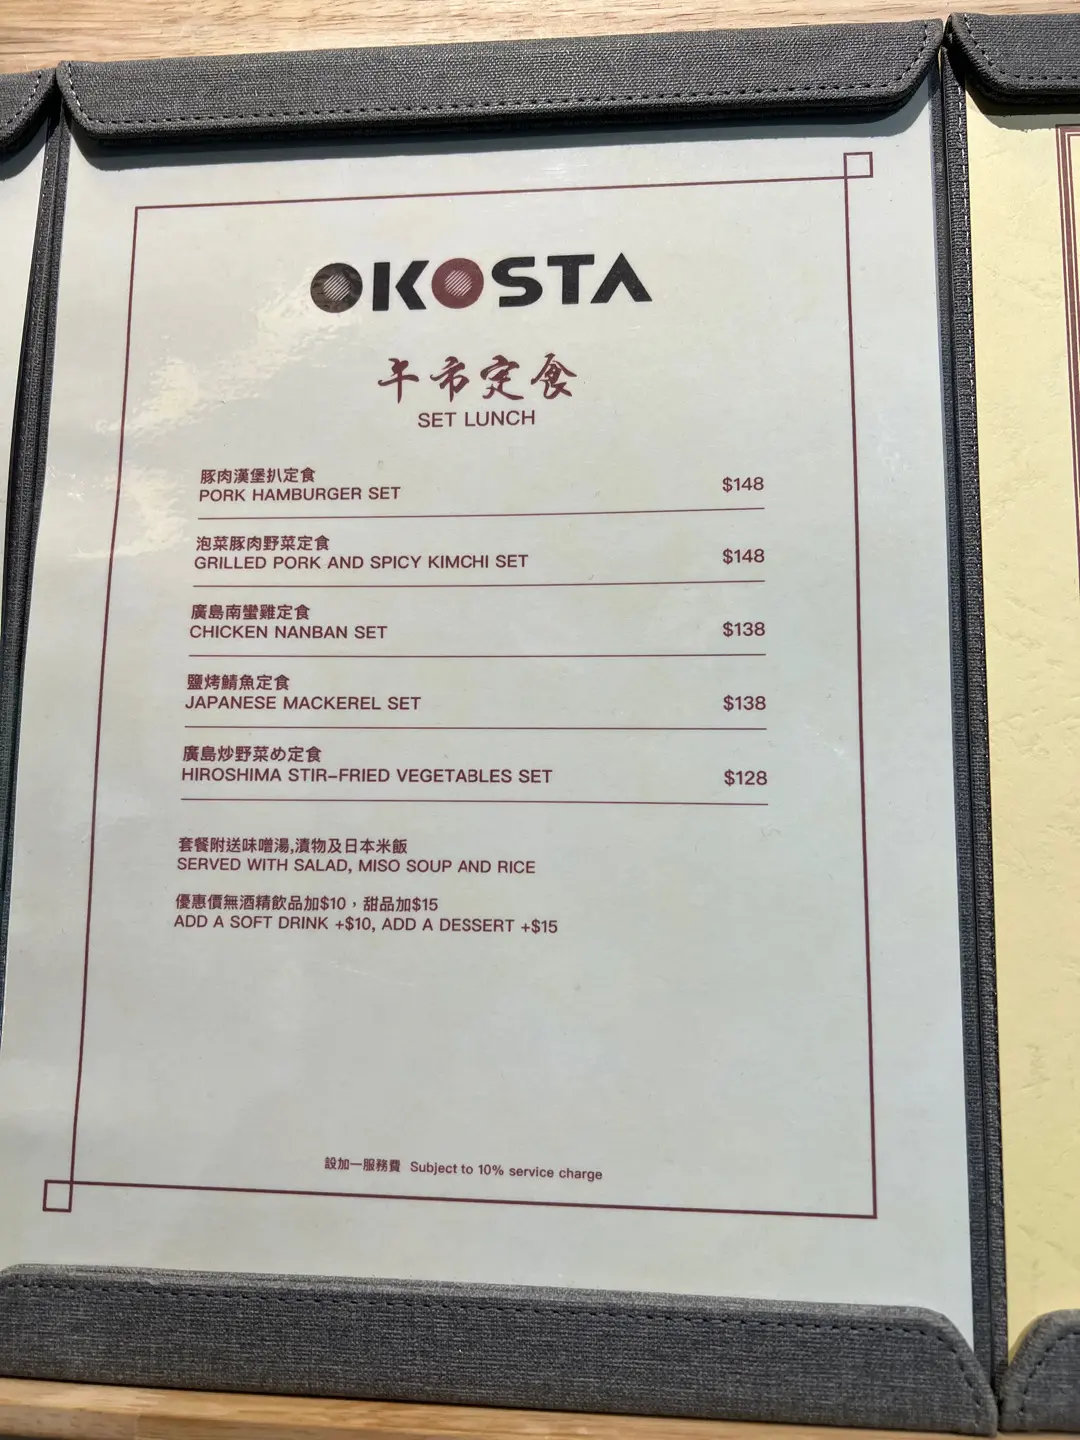 OKOSTA
午市定食
SET LUNCH
豚肉漢堡扒定食
PORK HAMBURGER SET
$148
泡菜豚肉野菜定食
GRILLED PORK AND SPICY KIMCHI SET
$148
廣島南蠻雞定食
CHICKEN NANBAN SET
$138
鹽烤鯖魚定食
JAPANESE MACKEREL SET
$138
廣島炒野菜め定食
HIROSHIMA STIR-FRIED VEGETABLES SET
$128
套餐附送味噌湯,漬物及日本米飯
SERVED WITH SALAD, MISO SOUP AND RICE
優惠價無酒精飲品加$10，甜品加$15
ADD A SOFT DRINK +$10, ADD A DESSERT +$15
設加一服務費 Subject to 10% service charge